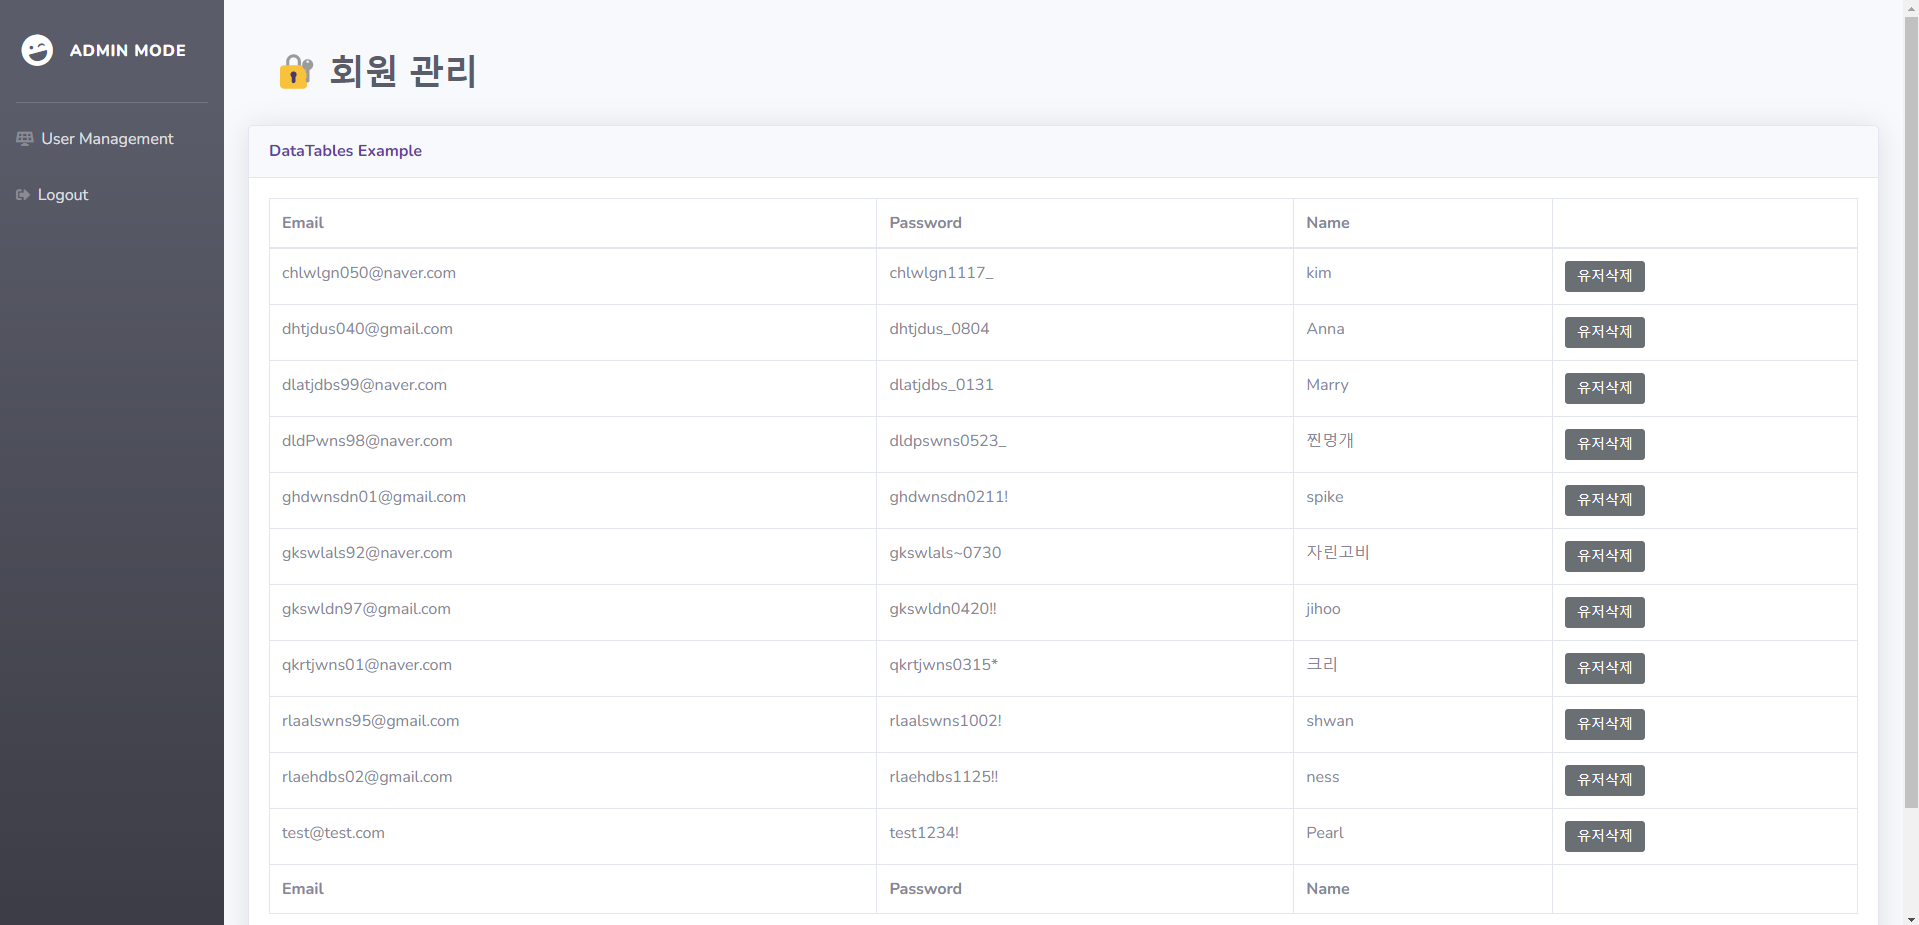 ADMIN MODE
User Management
Logout
회원 관리
DataTables Example
Email Password Name
chlwlgn050@naver.com chlwlgn1117_ kim 유저삭제
dhtjdus040@gmail.com dhtjdus_0804 Anna 유저삭제
dlatjdbs99@naver.com dlatjdbs_0131 Marry 유저삭제
dldPwns98@naver.com dldpswns0523_ 찐멍개 유저삭제
ghdwnsdn01@gmail.com ghdwnsdn0211! spike 유저삭제
gkswlals92@naver.com gkswlals~0730 자린고비 유저삭제
gkswldn97@gmail.com gkswldn0420!! jihoo 유저삭제
qkrtjwns01@naver.com qkrtjwns0315* 크리 유저삭제
rlaalswns95@gmail.com rlaalswns1002! shwan 유저삭제
rlaehdbs02@gmail.com rlaehdbs1125!! ness 유저삭제
test@test.com test1234! Pearl 유저삭제
Email Password Name